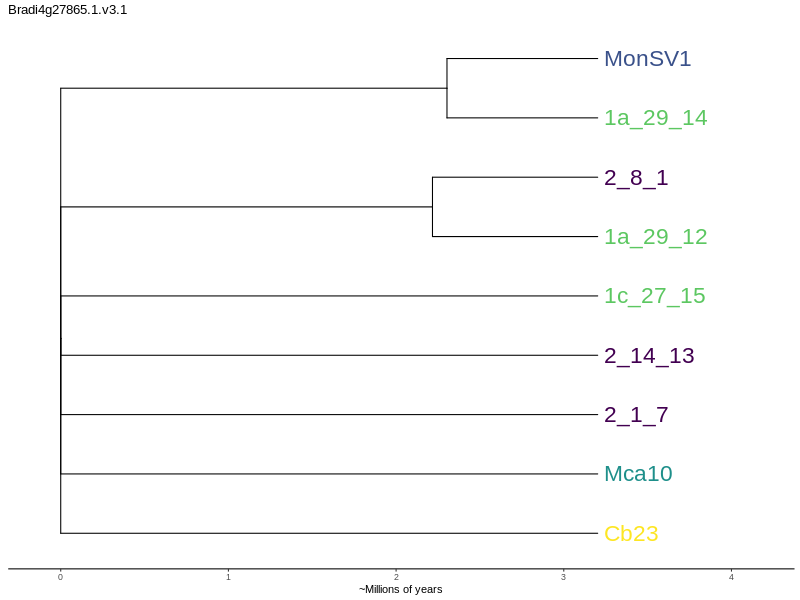 Bradi4g27865.1.v3.1
MonSV1
1a_29_14
2_8_1
1a_29_12
1c_27_15
2_14_13
2_1_7
Mca10
Cb23
0 1 2 3 4
~Millions of years